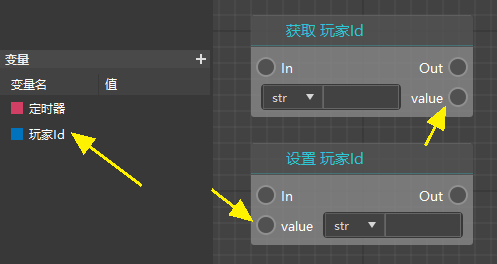 变量 +
变量名 值
定时器
玩家Id
获取 玩家Id
In Out
str value
设置 玩家Id
In Out
value str